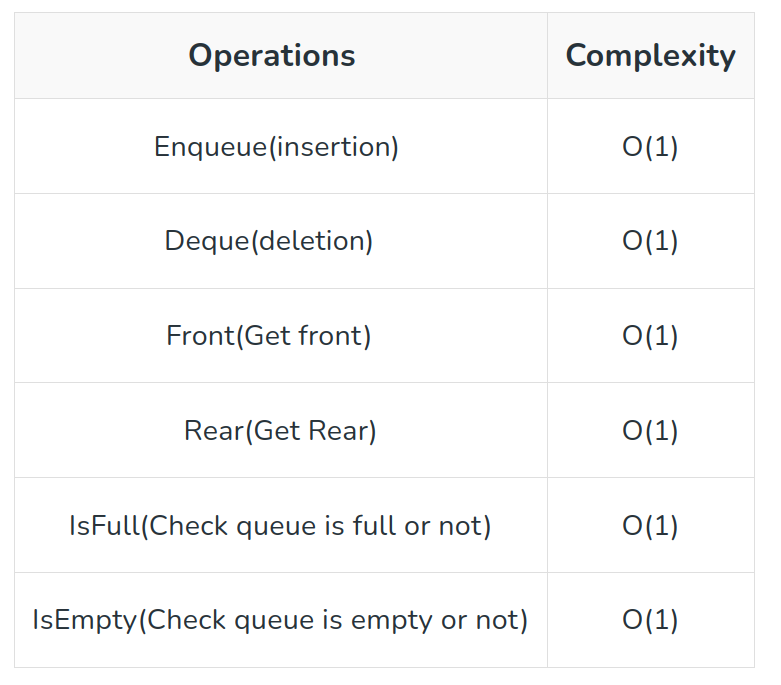 Operations Complexity
Enqueue(insertion) O(1)
Deque(deletion) O(1)
Front(Get front) O(1)
Rear(Get Rear) O(1)
IsFull(Check queue is full or not) O(1)
IsEmpty(Check queue is empty or not) O(1)